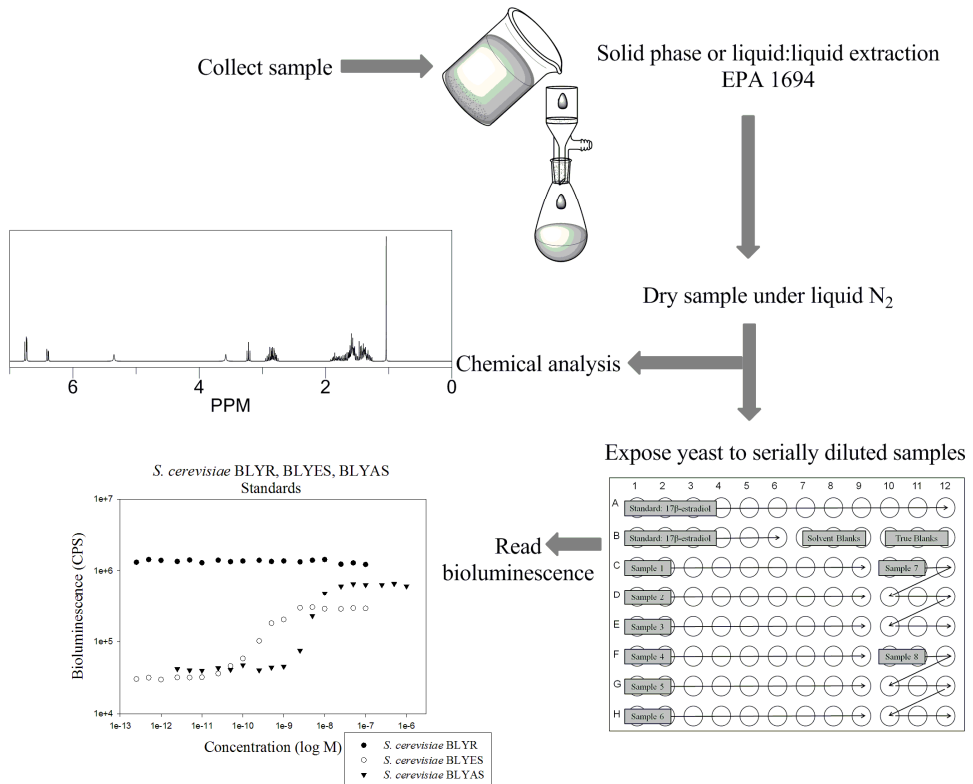 Collect sample
Solid phase or liquid:liquid extraction
EPA 1694
Dry sample under liquid N₂
Chemical analysis
6 4 2 0
PPM
Expose yeast to serially diluted samples
1 2 3 4 5 6 7 8 9 10 11 12
A Standard: 17β-estradiol
B Standard: 17β-estradiol Solvent Blanks True Blanks
C Sample 1 Sample 7
D Sample 2
E Sample 3
F Sample 4 Sample 8
G Sample 5
H Sample 6
Read
bioluminescence
S. cerevisiae BLYR, BLYES, BLYAS
Standards
Bioluminescence (CPS)
1e+7
1e+6
1e+5
1e+4
1e-13 1e-12 1e-11 1e-10 1e-9 1e-8 1e-7 1e-6
Concentration (log M)
S. cerevisiae BLYR
S. cerevisiae BLYES
S. cerevisiae BLYAS